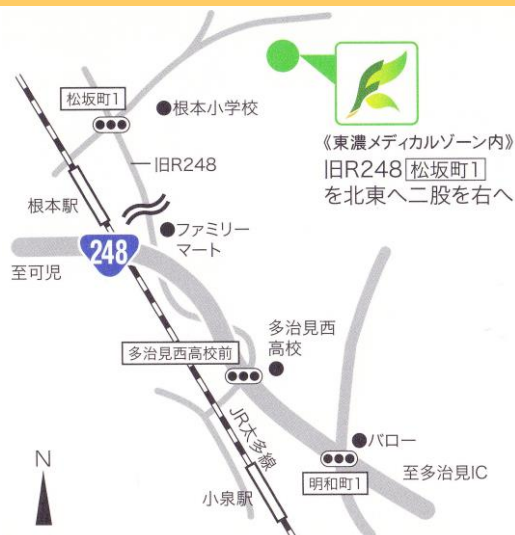 松坂町1
根本小学校
旧R248
根本駅
ファミリー
マート
248
至可児
《東濃メディカルゾーン内》
旧R248 松坂町1
を北東へ二股を右へ
多治見西
高校
多治見西高校前
JR太多線
バロー
明和町1
至多治見IC
小泉駅
N